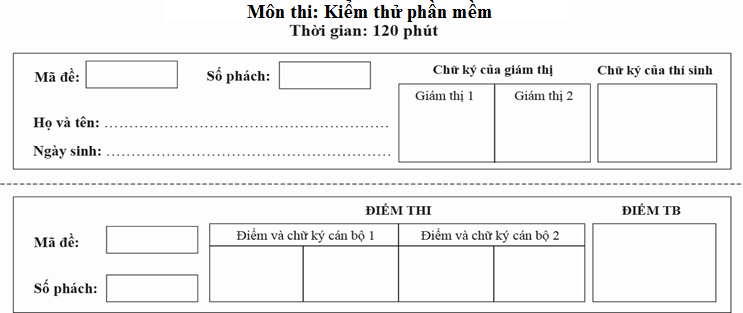 Môn thi: Kiểm thử phần mềm
Thời gian: 120 phút
Mã đề: Số phách: Chữ ký của giám thị Chữ ký của thí sinh
Giám thị 1 Giám thị 2
Họ và tên: ........................................................
Ngày sinh: ........................................................
ĐIỂM THI ĐIỂM TB
Mã đề: Điểm và chữ ký cán bộ 1 Điểm và chữ ký cán bộ 2
Số phách: